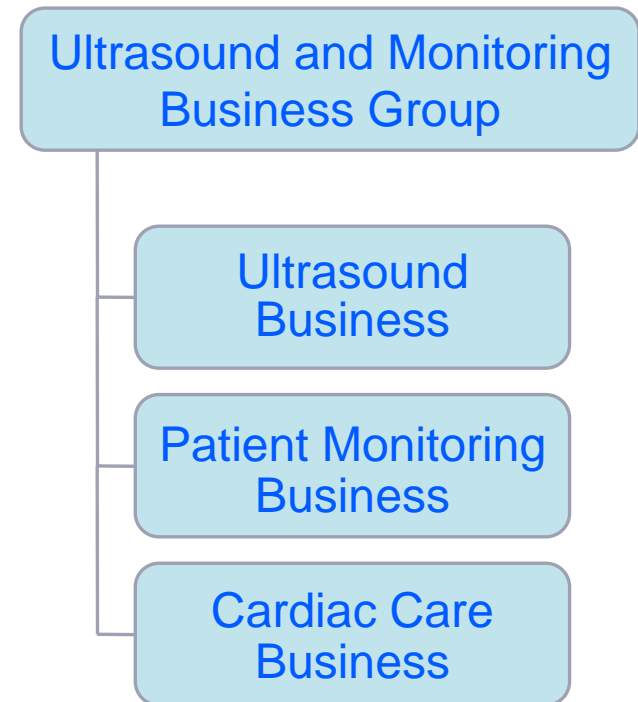 Ultrasound and Monitoring
Business Group
Ultrasound
Business
Patient Monitoring
Business
Cardiac Care
Business